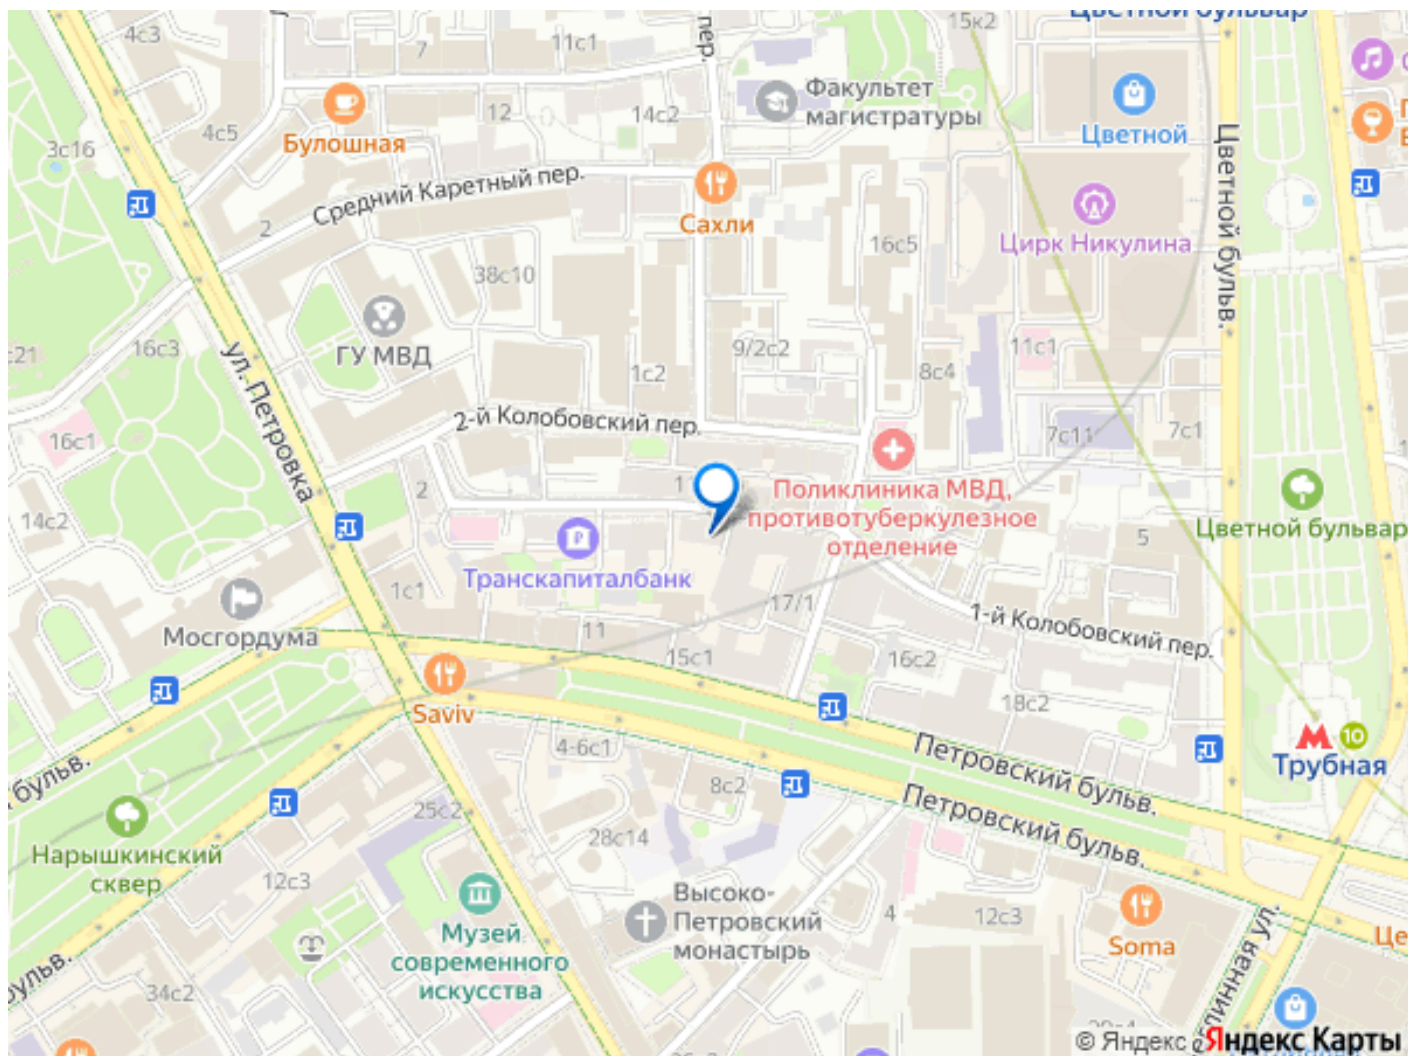 Цветной бульвар
4с3
7
11с1
пер.
15к2
Факультет
магистратуры
Цветной
Булошная
12
14с2
4с5
3с16
Средний Каретный пер.
Сахли
Цирк Никулина
Цветной бульв.
2
16с5
38с10
ГУ МВД
16с3
с21
ул. Петровка
9/2с2
1с2
8с4
11с1
2-й Колобовский пер.
7с11
7с1
16с1
14с2
2
1
Поликлиника МВД,
противотуберкулезное
отделение
Цветной бульвар
5
Транскапиталбанк
1с1
Мосгордума
11
15с1
17/1
1-й Колобовский пер.
16с2
18с2
Saviv
4-6с1
8с2
Петровский бульв.
Петровский бульв.
М 10
Трубная
бульв.
25с2
28с14
Нарышкинский
сквер
12с3
Высоко-
Петровский
монастырь
4
12с3
Soma
Це
Музей
современного
искусства
бульв.
34с2
© Яндекс Яндекс Карты